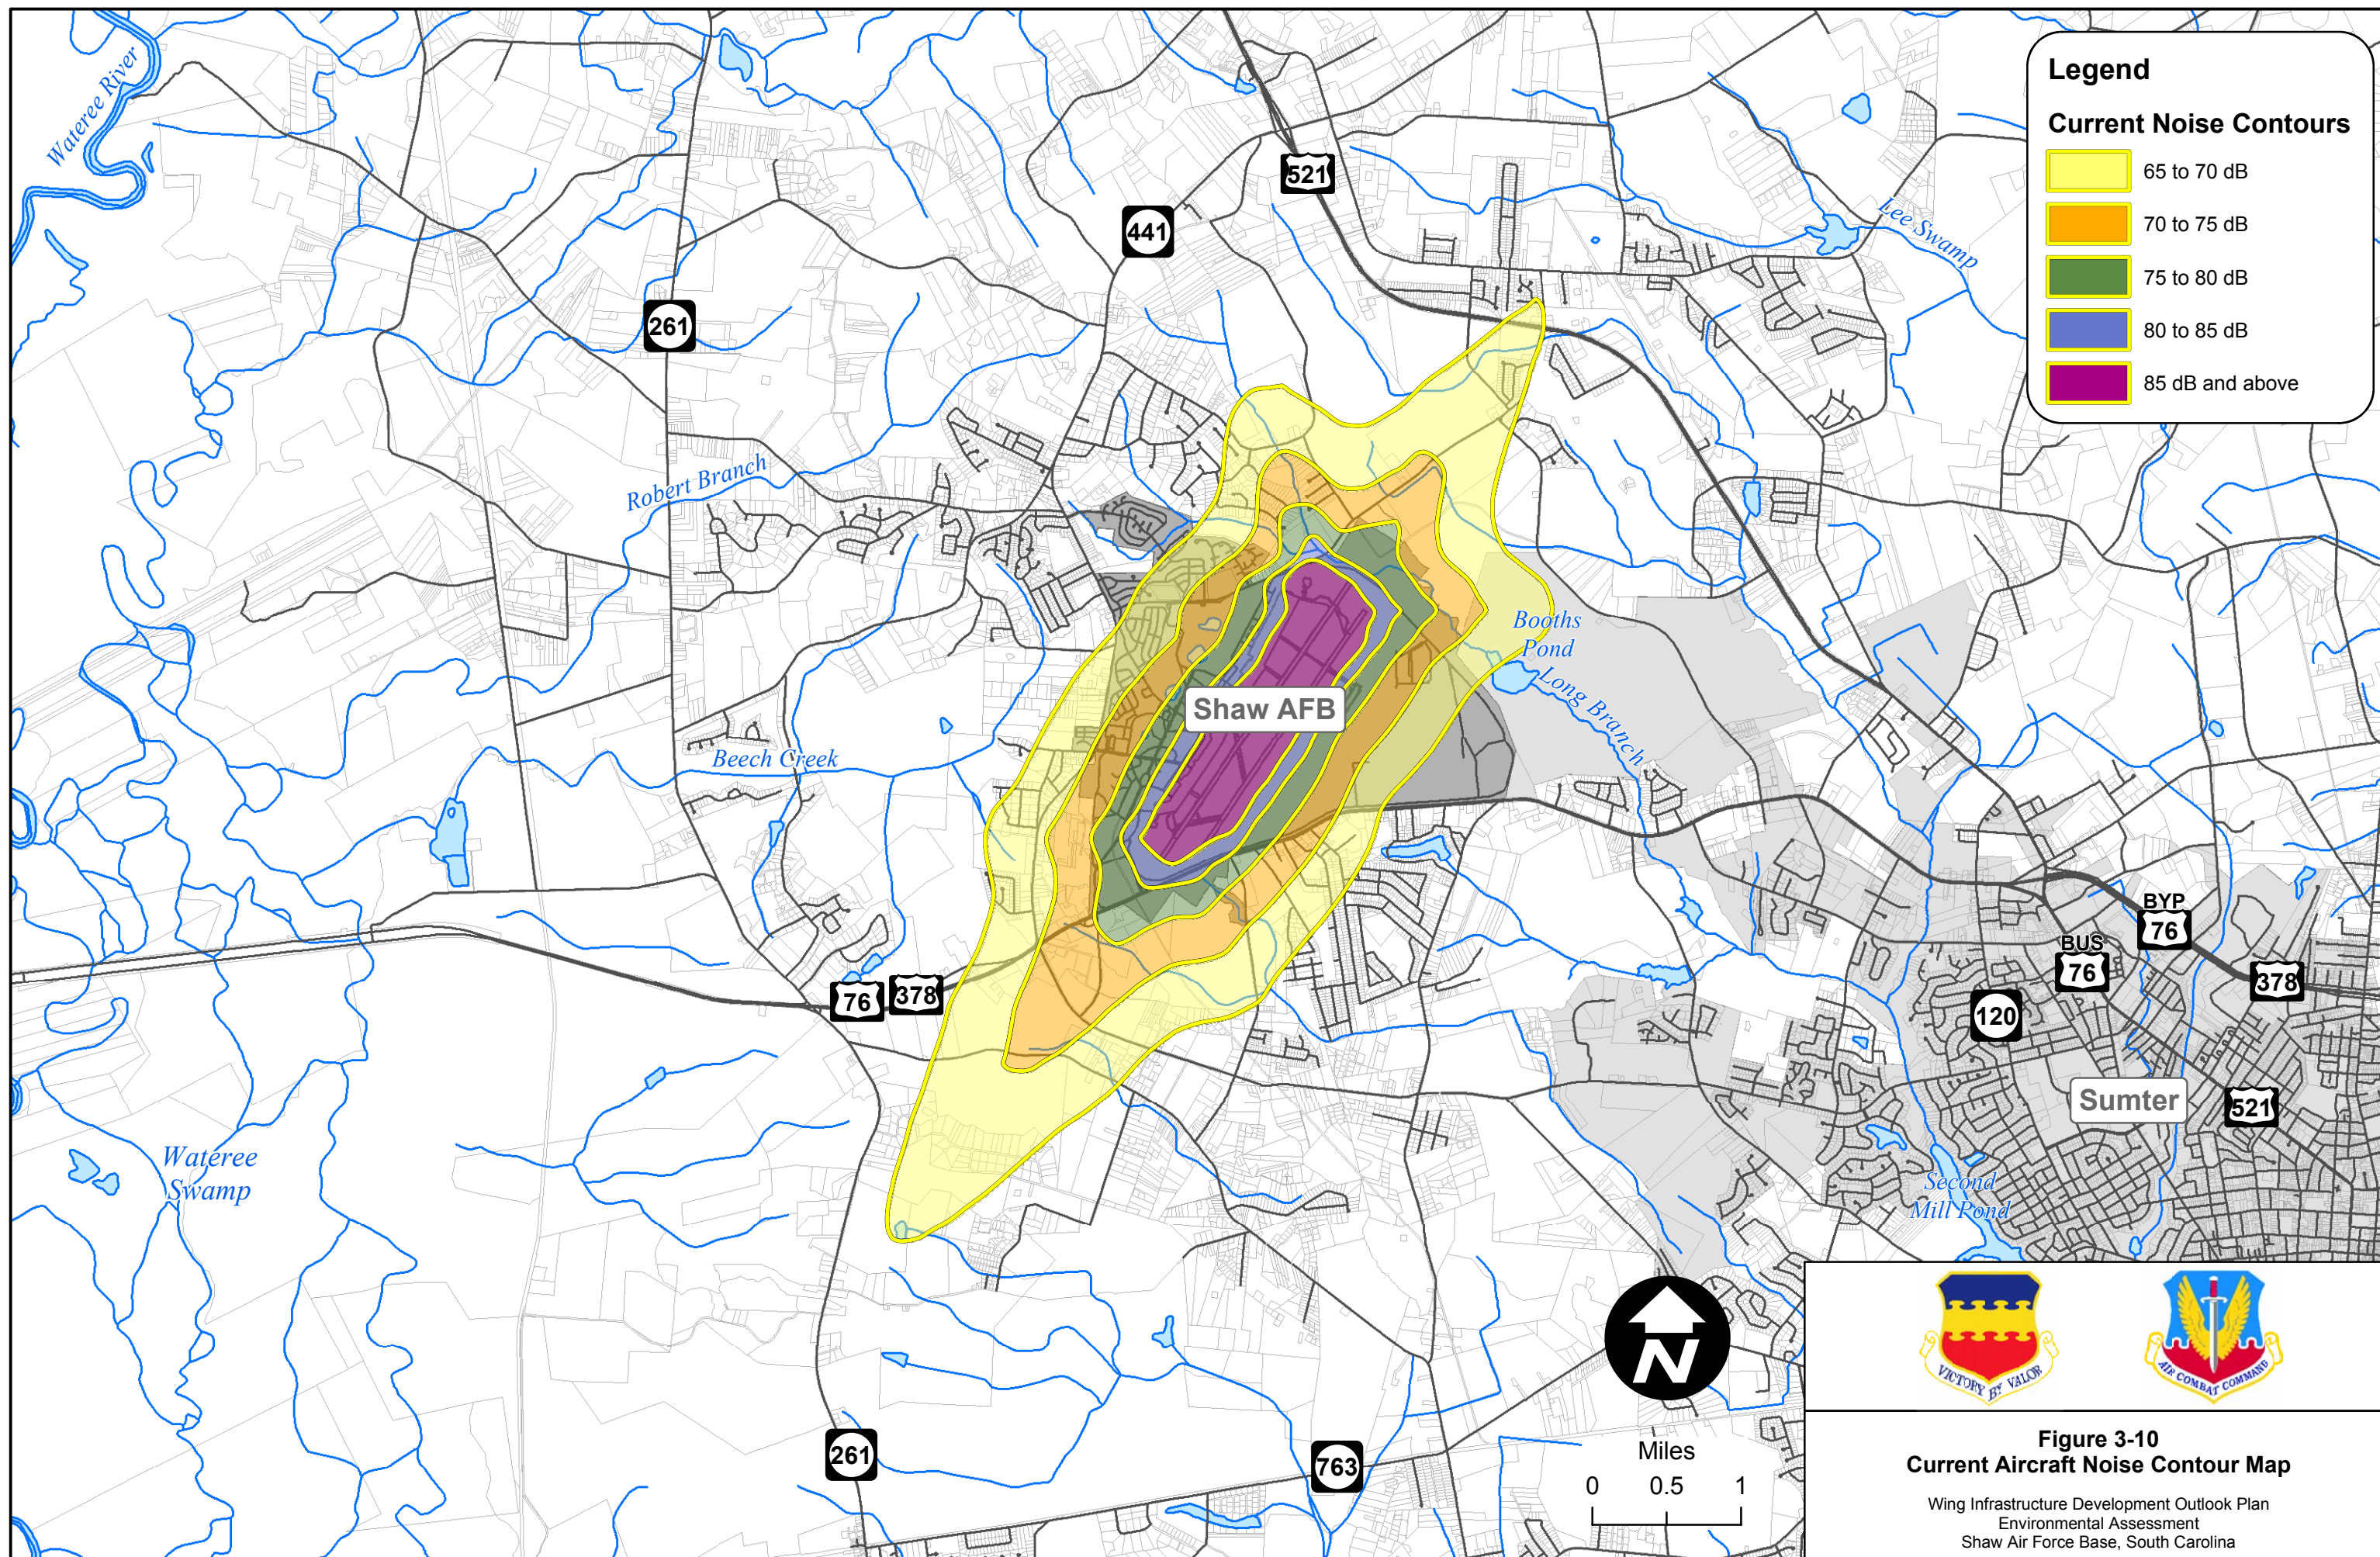 Wateree River
Legend
Current Noise Contours
65 to 70 dB
70 to 75 dB
75 to 80 dB
80 to 85 dB
85 dB and above
521
441
Lee Swamp
261
Robert Branch
Booths
Pond
Long Branch
Shaw AFB
Beech Creek
BYP
76
BUS
76
378
76
378
120
Sumter
521
Wateree
Swamp
Second
Mill Pond
N
VICTORY BY VALOR
AIR COMBAT COMMAND
261
763
Miles
0 0.5 1
Figure 3-10
Current Aircraft Noise Contour Map
Wing Infrastructure Development Outlook Plan
Environmental Assessment
Shaw Air Force Base, South Carolina